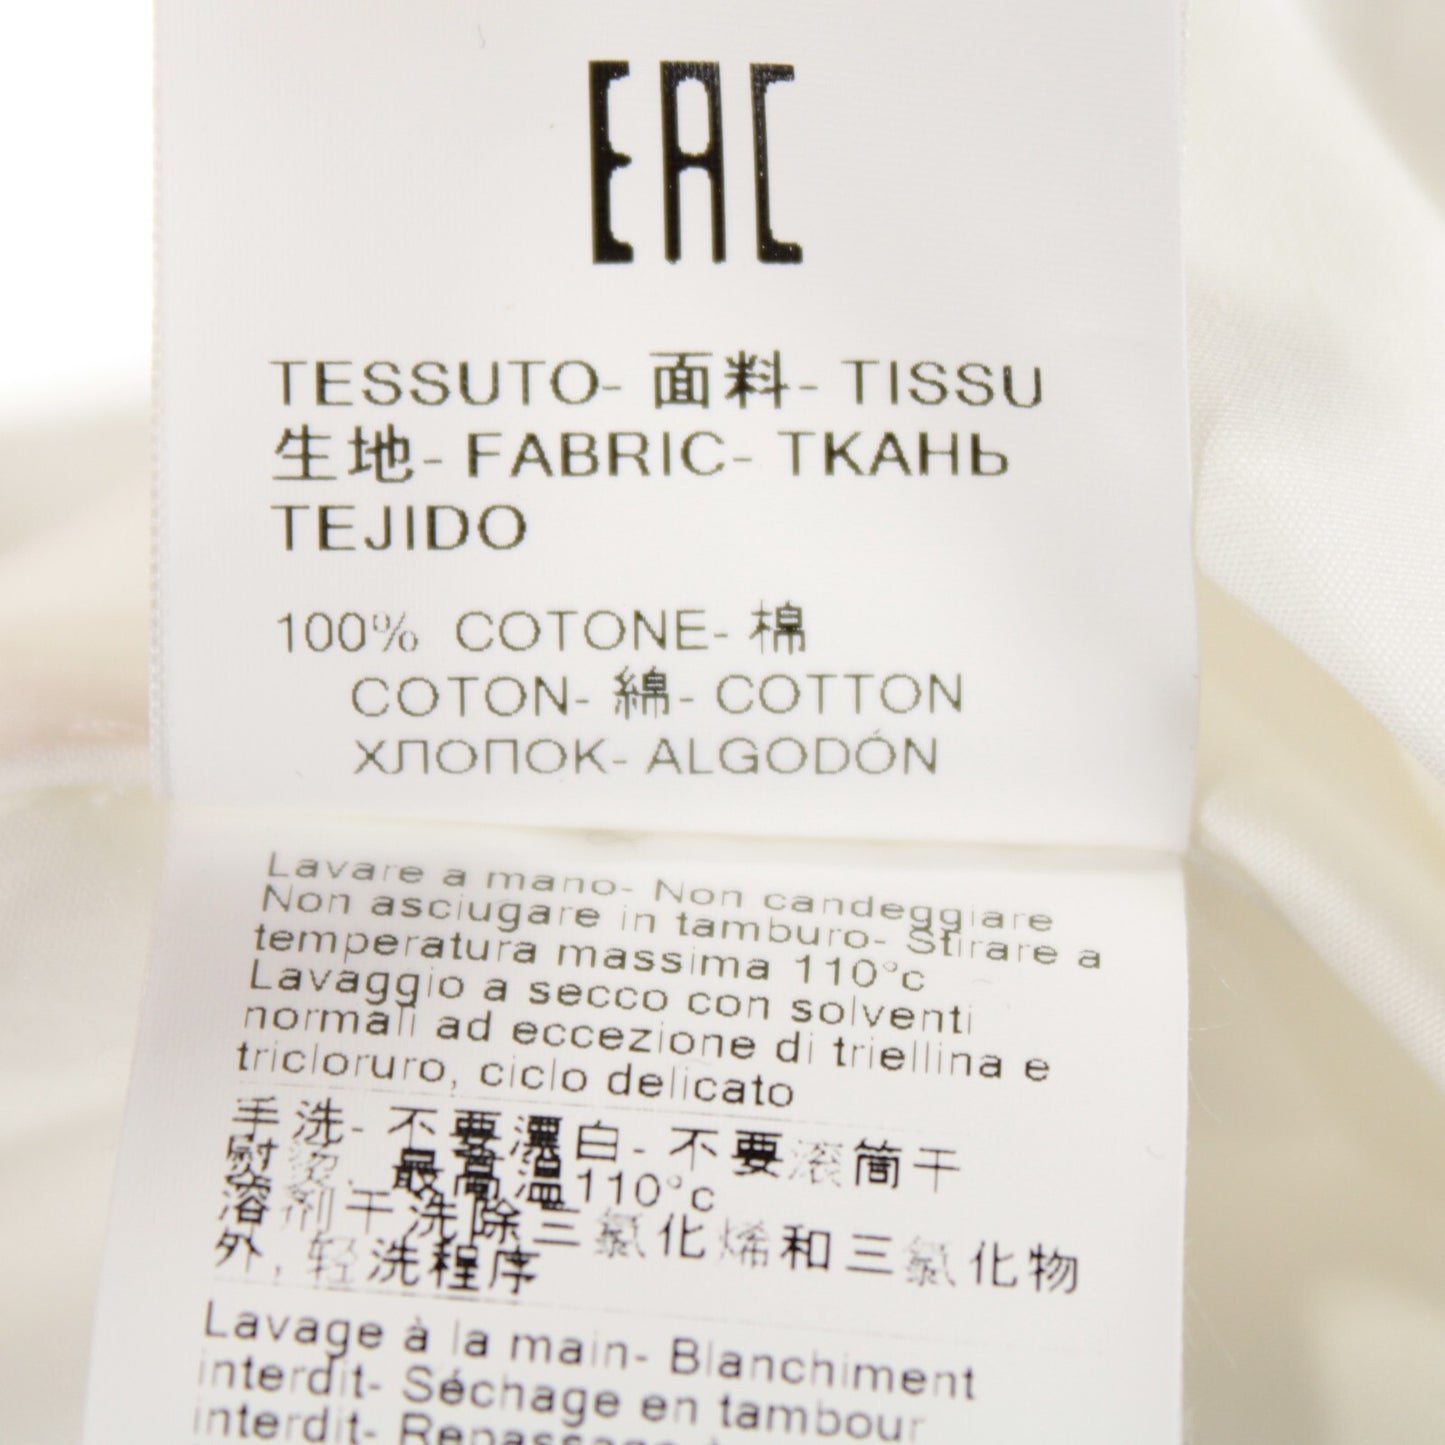 EAC
TESSUTO- 面料- TISSU
生地- FABRIC- ТКАНЬ
TEJIDO
100% COTONE- 棉
COTON- 綿- COTTON
ХЛОПОК- ALGODÓN
Lavare a mano- Non candeggiare
Non asciugare in tamburo- Stirare a
temperatura massima 110°c
Lavaggio a secco con solventi
normali ad eccezione di triellina e
tricloruro, ciclo delicato
手洗- 不要漂白- 不要滚筒干
熨烫. 最高温110°c
溶剂干洗除三氯化烯和三氯化物
外, 轻洗程序
Lavage à la main- Blanchiment
interdit- Séchage en tambour
interdit- Repassage à